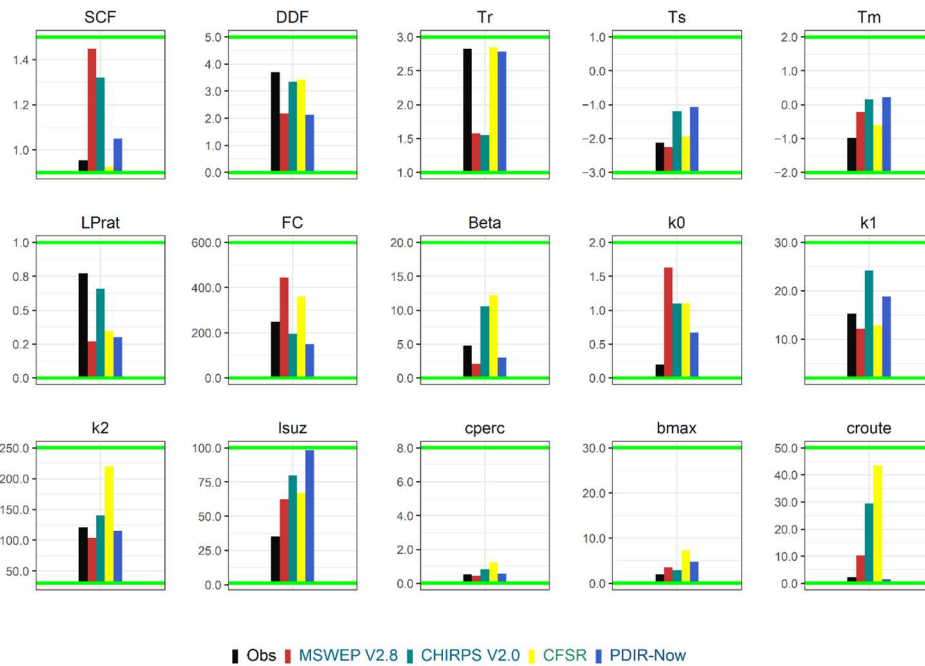 SCF DDF Tr Ts Tm
1.4 1.2 1.0
5.0 4.0 3.0 2.0 1.0 0.0
3.0 2.5 2.0 1.5 1.0
1.0 0.0 −1.0 −2.0 −3.0
2.0 1.0 0.0 −1.0 −2.0
LPrat FC Beta k0 k1
1.0 0.8 0.5 0.2 0.0
600.0 400.0 200.0 0.0
20.0 15.0 10.0 5.0 0.0
2.0 1.5 1.0 0.5 0.0
30.0 20.0 10.0
k2 lsuz cperc bmax croute
250.0 200.0 150.0 100.0 50.0
100.0 75.0 50.0 25.0 0.0
8.0 6.0 4.0 2.0 0.0
30.0 20.0 10.0 0.0
50.0 40.0 30.0 20.0 10.0 0.0
Obs MSWEP V2.8 CHIRPS V2.0 CFSR PDIR-Now